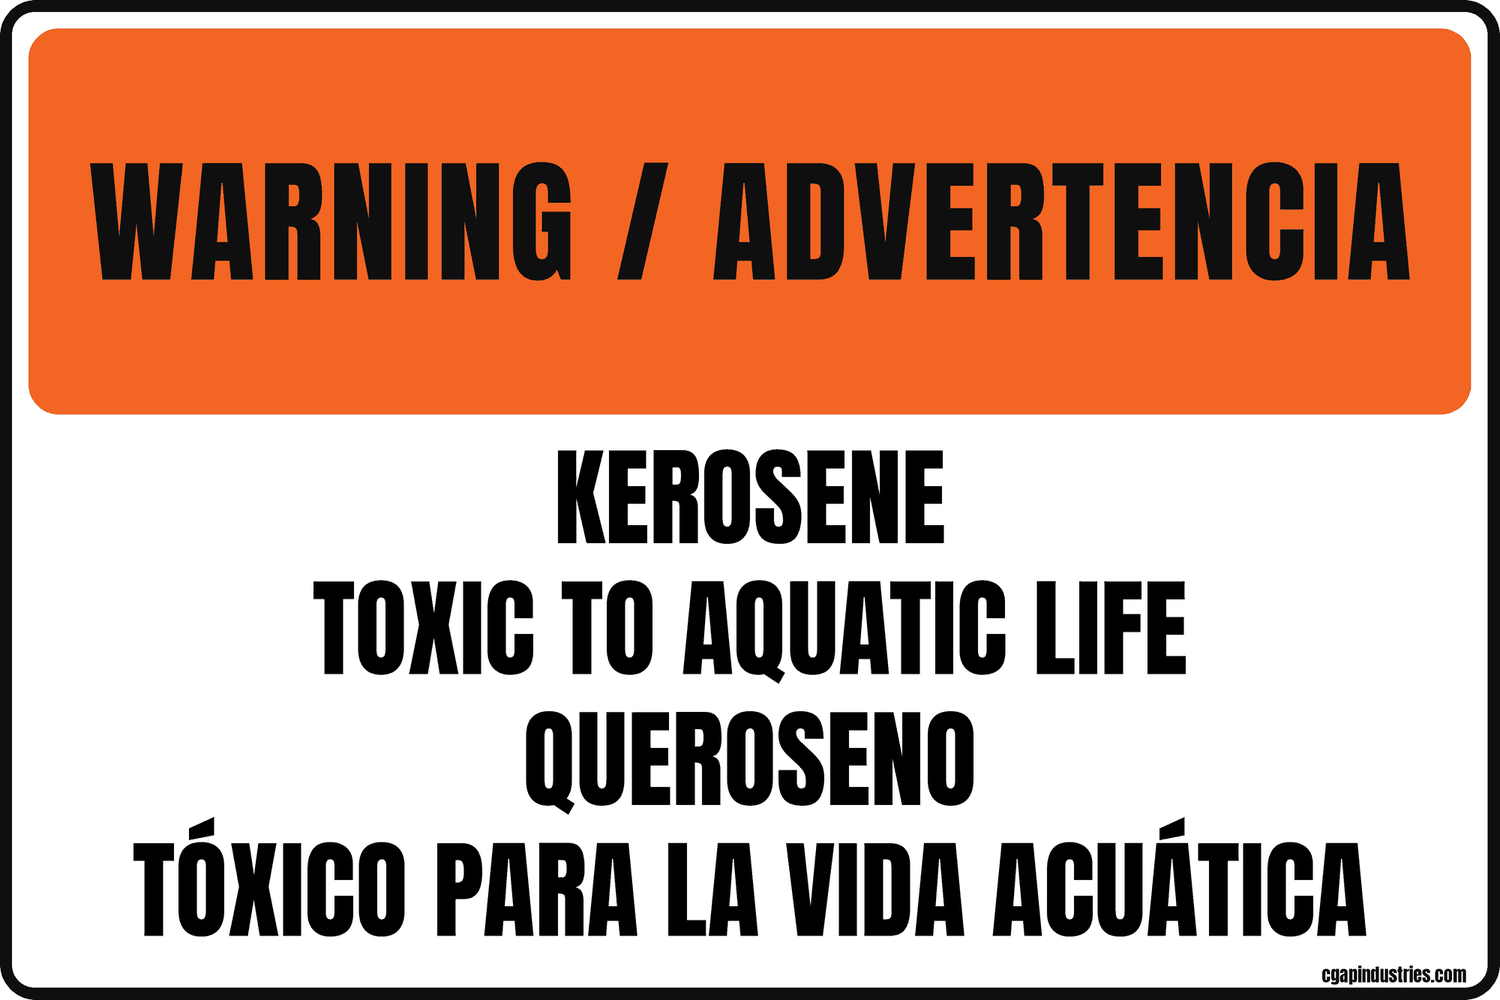 WARNING / ADVERTENCIA
KEROSENE
TOXIC TO AQUATIC LIFE
QUEROSENO
TÓXICO PARA LA VIDA ACUÁTICA
cgapindustries.com